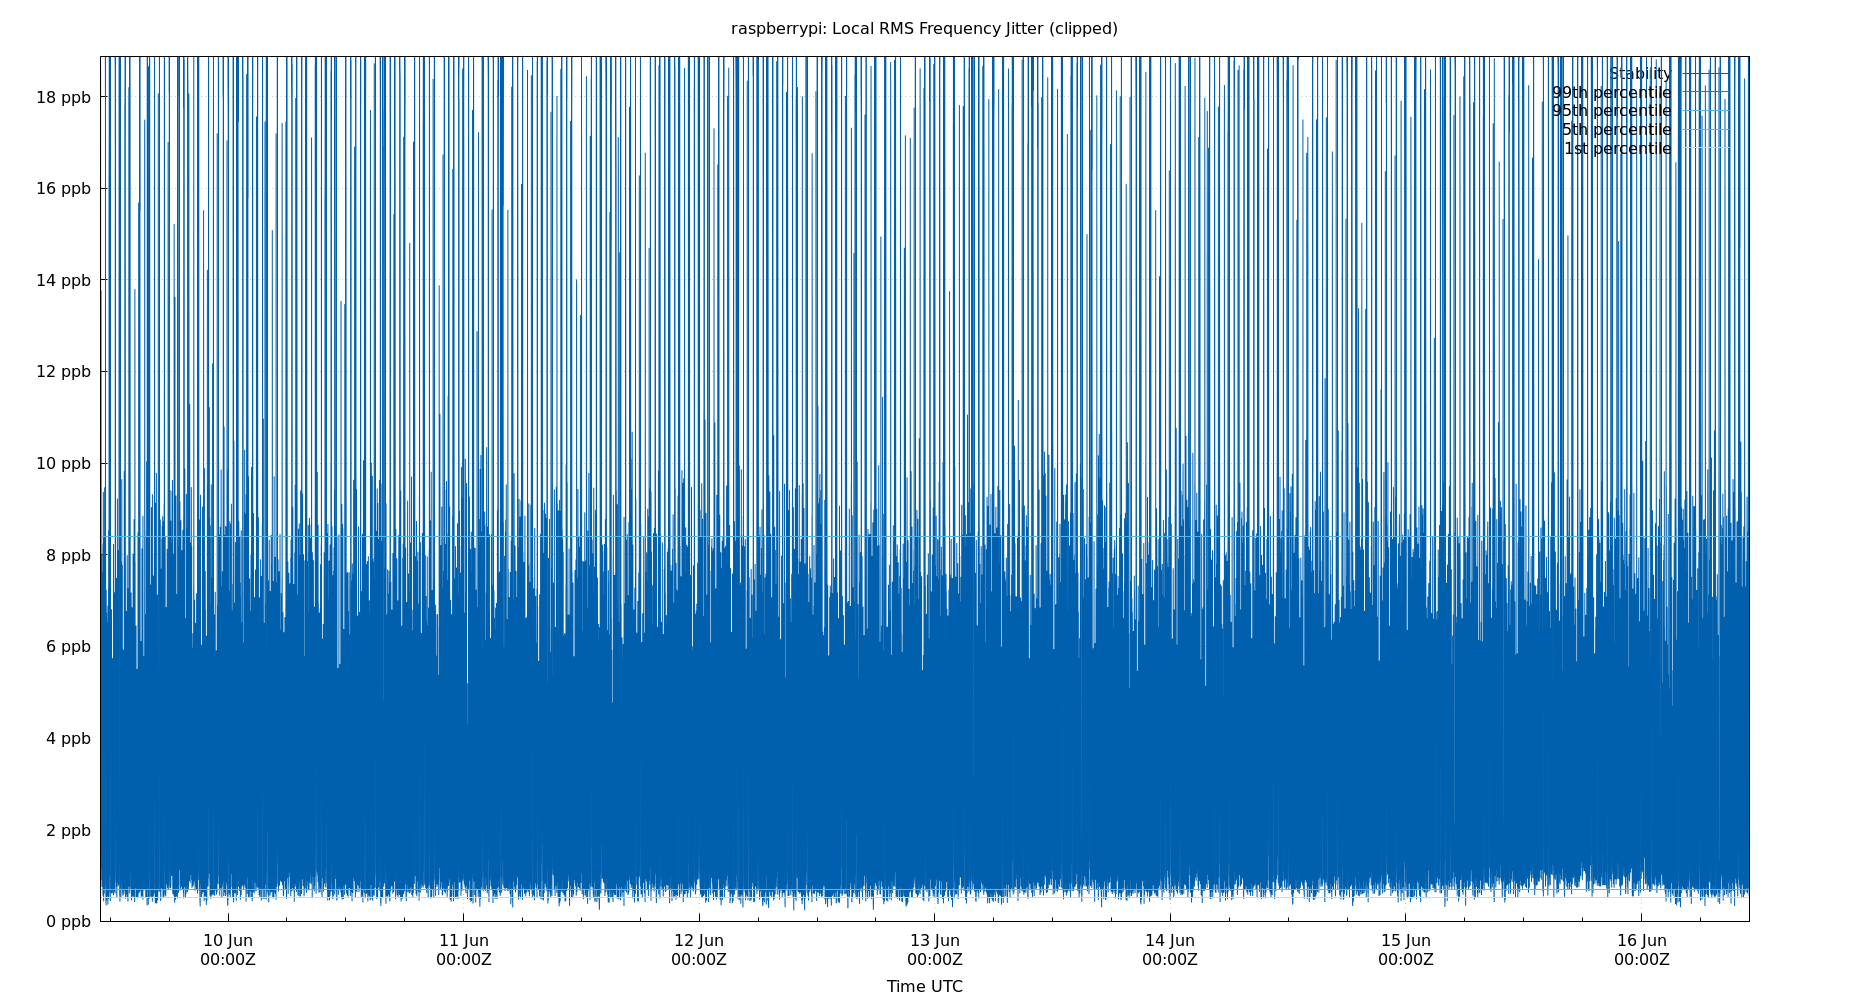 raspberrypi: Local RMS Frequency Jitter (clipped)
Stability
99th percentile
95th percentile
5th percentile
1st percentile
18 ppb
16 ppb
14 ppb
12 ppb
10 ppb
8 ppb
6 ppb
4 ppb
2 ppb
0 ppb
10 Jun 11 Jun 12 Jun 13 Jun 14 Jun 15 Jun 16 Jun
00:00Z 00:00Z 00:00Z 00:00Z 00:00Z 00:00Z 00:00Z
Time UTC